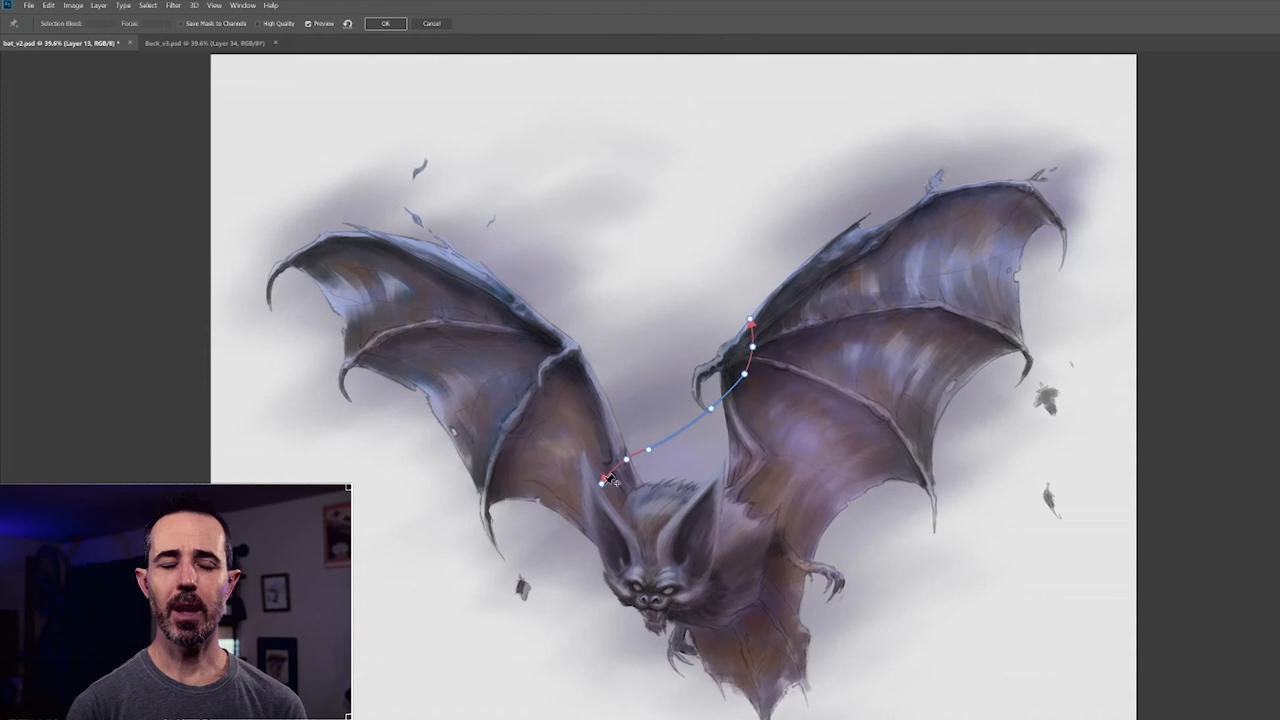 Ps File Edit Image Layer Type Select Filter 3D View Window Help
Selection Bleed: Focus: Save Mask to Channels High Quality Preview OK Cancel
bat_v2.psd @ 39.6% (Layer 13, RGB/8) * × Buck_v3.psd @ 39.6% (Layer 34, RGB/8#) ×